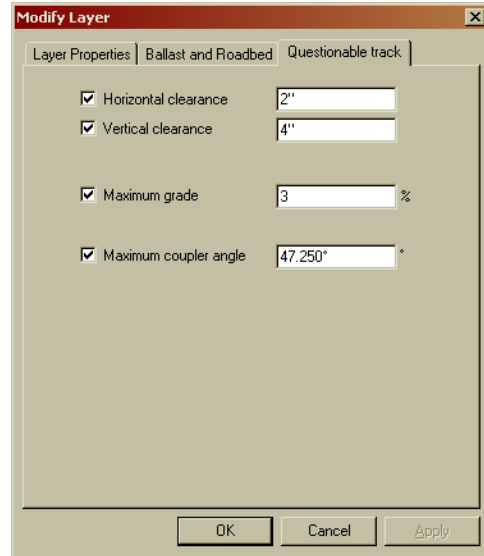 Modify Layer
Layer Properties Ballast and Roadbed Questionable track
Horizontal clearance 2"
Vertical clearance 4"
Maximum grade 3 %
Maximum coupler angle 47.250° °
OK Cancel Apply